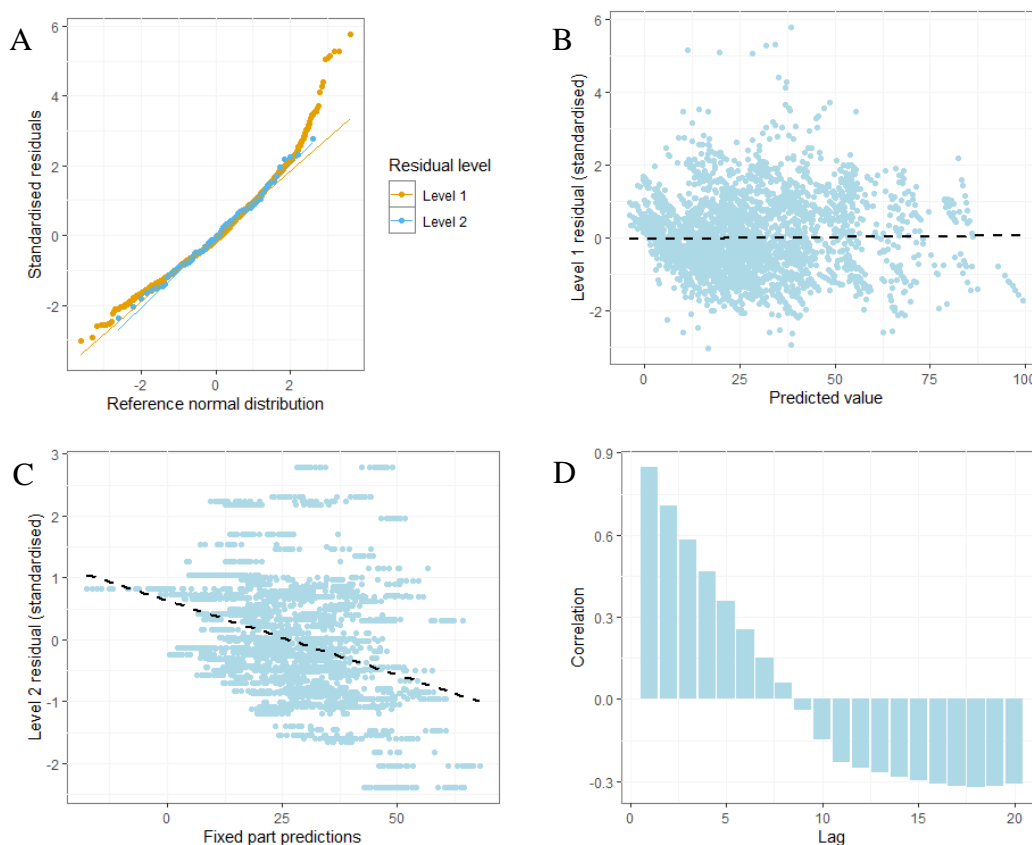 A
Standardised residuals
6
4
2
0
-2
-2
0
2
Reference normal distribution
Residual level
Level 1
Level 2
B
Level 1 residual (standardised)
6
4
2
0
-2
0
25
50
75
100
Predicted value
C
Level 2 residual (standardised)
3
2
1
0
-1
-2
0
25
50
Fixed part predictions
D
Correlation
0.9
0.6
0.3
0.0
-0.3
0
5
10
15
20
Lag